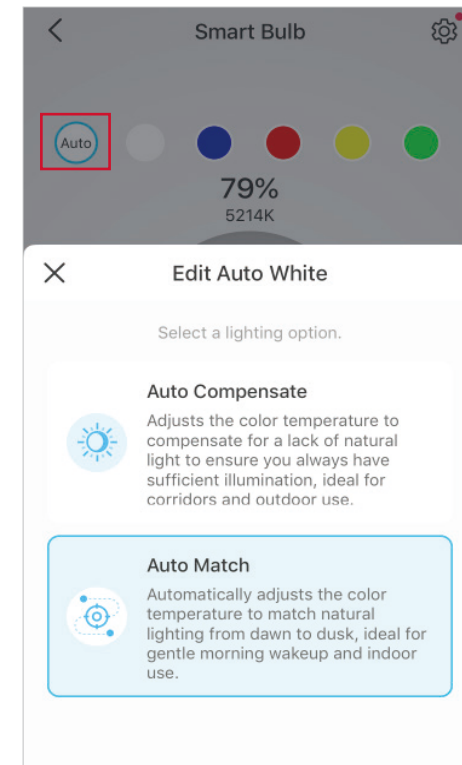 Smart Bulb
Auto
79%
5214K
Edit Auto White
Select a lighting option.
Auto Compensate
Adjusts the color temperature to
compensate for a lack of natural
light to ensure you always have
sufficient illumination, ideal for
corridors and outdoor use.
Auto Match
Automatically adjusts the color
temperature to match natural
lighting from dawn to dusk, ideal for
gentle morning wakeup and indoor
use.